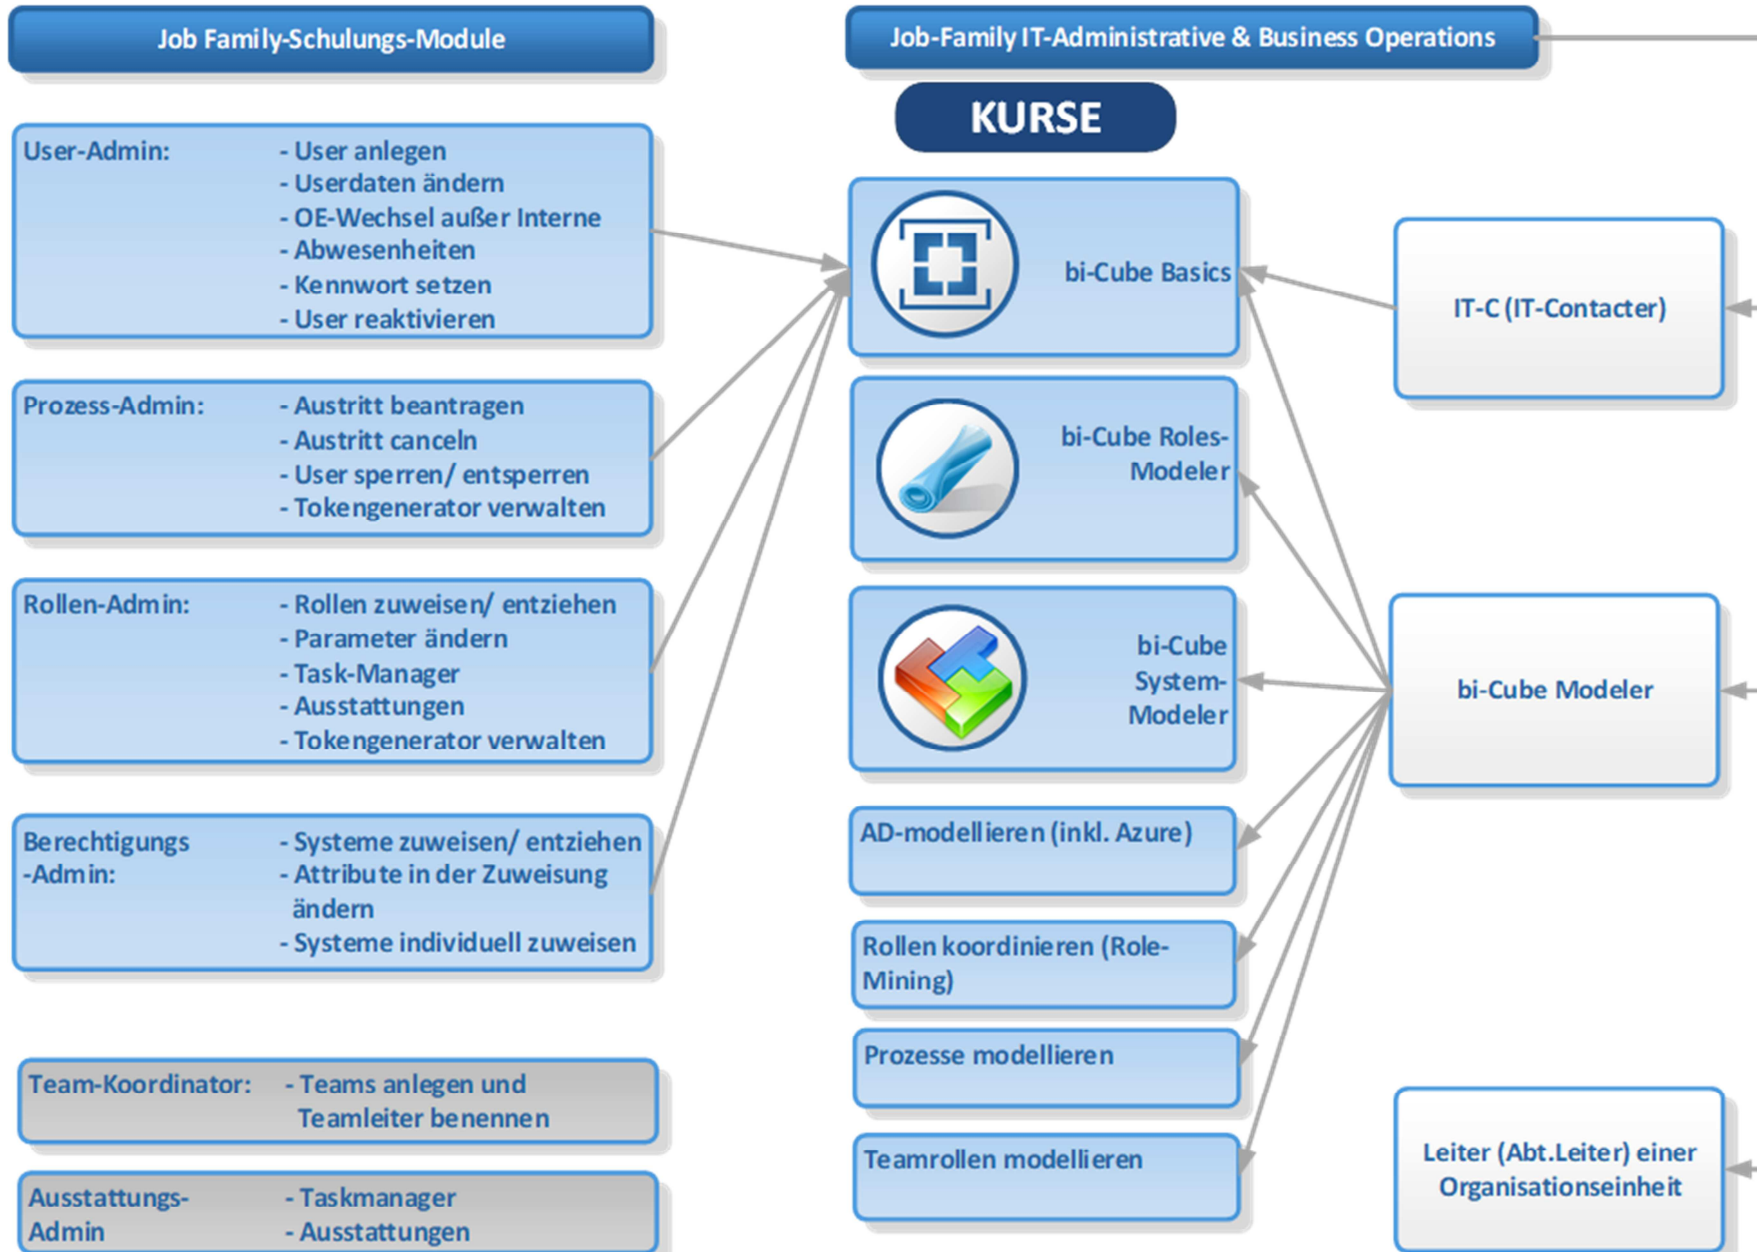 Job Family-Schulungs-Module
User-Admin: - User anlegen
- Userdaten ändern
- OE-Wechsel außer Interne
- Abwesenheiten
- Kennwort setzen
- User reaktivieren
Prozess-Admin: - Austritt beantragen
- Austritt canceln
- User sperren/ entsperren
- Tokengenerator verwalten
Rollen-Admin: - Rollen zuweisen/ entziehen
- Parameter ändern
- Task-Manager
- Ausstattungen
- Tokengenerator verwalten
Berechtigungs - Systeme zuweisen/ entziehen
-Admin: - Attribute in der Zuweisung
ändern
- Systeme individuell zuweisen
Team-Koordinator: - Teams anlegen und
Teamleiter benennen
Ausstattungs- - Taskmanager
Admin - Ausstattungen
Job-Family IT-Administrative & Business Operations
KURSE
bi-Cube Basics
bi-Cube Roles-
Modeler
bi-Cube
System-
Modeler
AD-modellieren (inkl. Azure)
Rollen koordinieren (Role-
Mining)
Prozesse modellieren
Teamrollen modellieren
IT-C (IT-Contacter)
bi-Cube Modeler
Leiter (Abt.Leiter) einer
Organisationseinheit